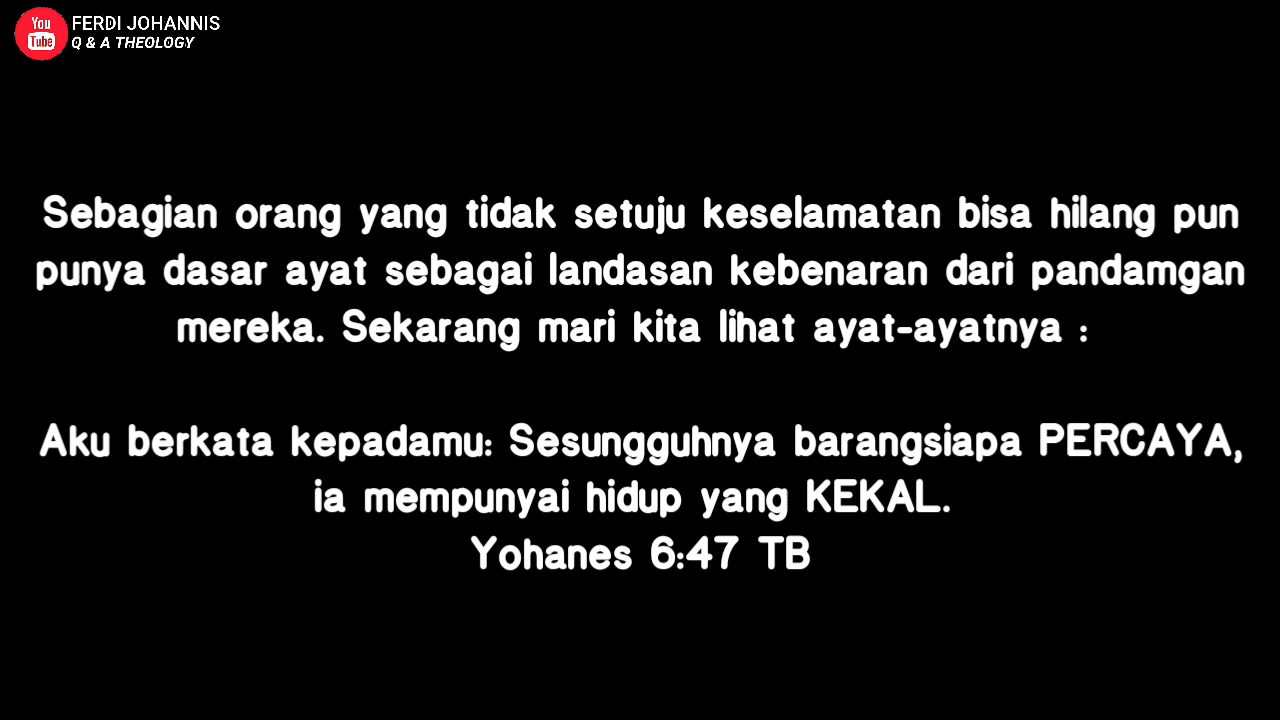 You
Tube
FERDI JOHANNIS
Q & A THEOLOGY
Sebagian orang yang tidak setuju keselamatan bisa hilang pun
punya dasar ayat sebagai landasan kebenaran dari pandamgan
mereka. Sekarang mari kita lihat ayat-ayatnya :
Aku berkata kepadamu: Sesungguhnya barangsiapa PERCAYA,
ia mempunyai hidup yang KEKAL.
Yohanes 6:47 TB